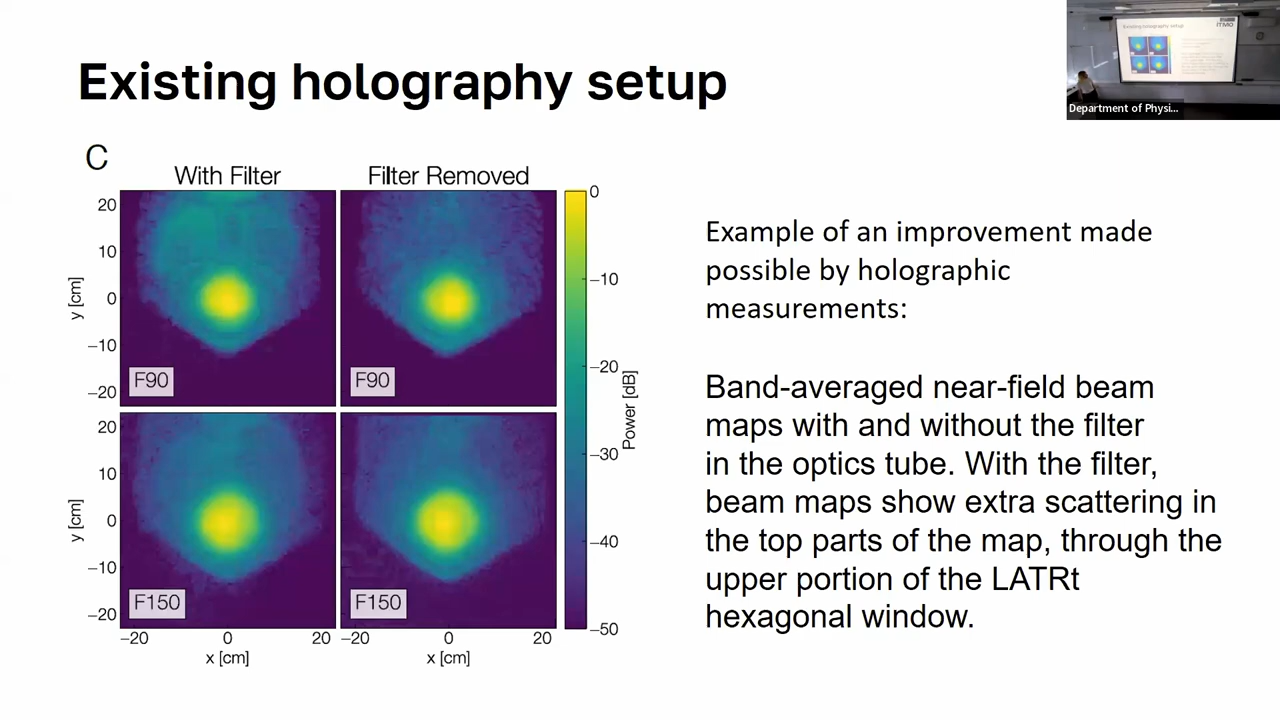 Existing holography setup
Department of Physi...
Existing holography setup
ITMO
C
With Filter
Filter Removed
20
10
0
−10
−20
y [cm]
F90
F90
20
10
0
−10
−20
y [cm]
F150
F150
−20
0
20
−20
0
20
x [cm]
x [cm]
0
−10
−20
−30
−40
−50
Power [dB]
Example of an improvement made
possible by holographic
measurements:
Band-averaged near-field beam
maps with and without the filter
in the optics tube. With the filter,
beam maps show extra scattering in
the top parts of the map, through the
upper portion of the LATRt
hexagonal window.